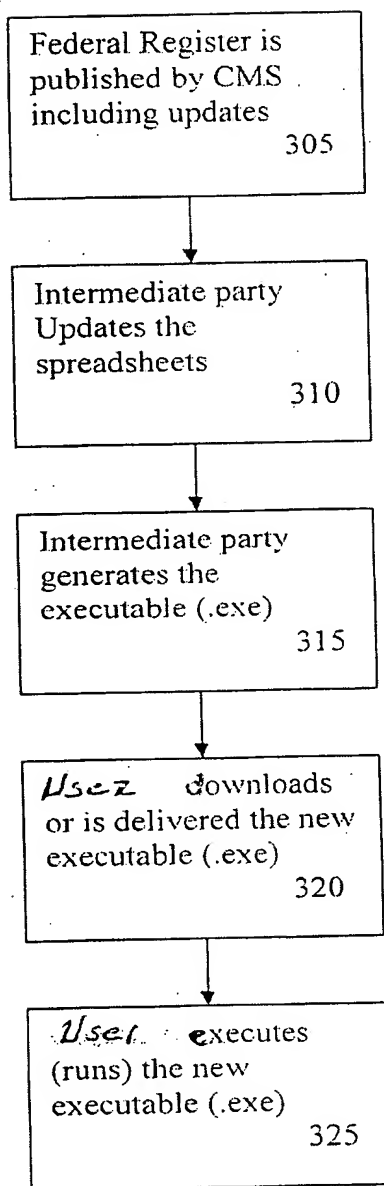 Federal Register is
published by CMS
including updates
305
Intermediate party
Updates the
spreadsheets
310
Intermediate party
generates the
executable (.exe)
315
User downloads
or is delivered the new
executable (.exe)
320
User executes
(runs) the new
executable (.exe)
325